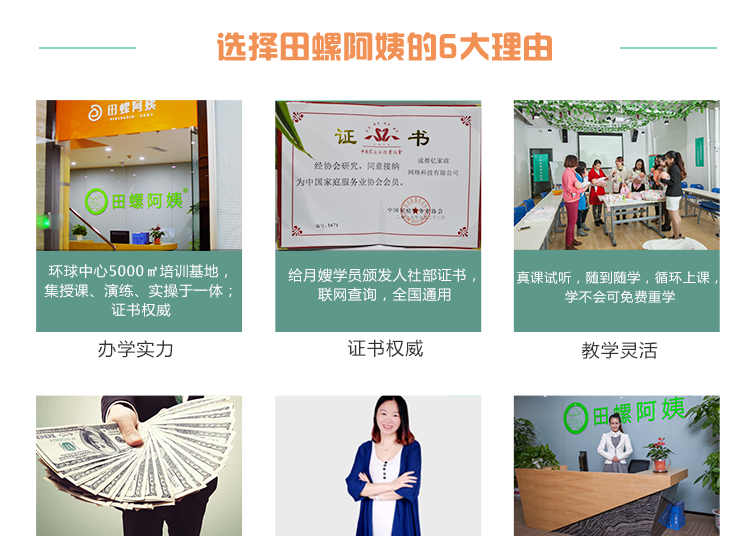 选择田螺阿姨的6大理由
田螺阿姨
田螺阿姨
证 书
中国家庭服务业协会
成都亿家政
经协会研究，同意接纳 网络科技有限公司
为中国家庭服务业协会会员。
中国家庭服务业协会
编号: 1671
环球中心5000㎡培训基地，
集授课、演练、实操于一体；
证书权威
给月嫂学员颁发人社部证书，
联网查询，全国通用
真课试听，随到随学，循环上课，
学不会可免费重学
办学实力
证书权威
教学灵活
田螺阿姨